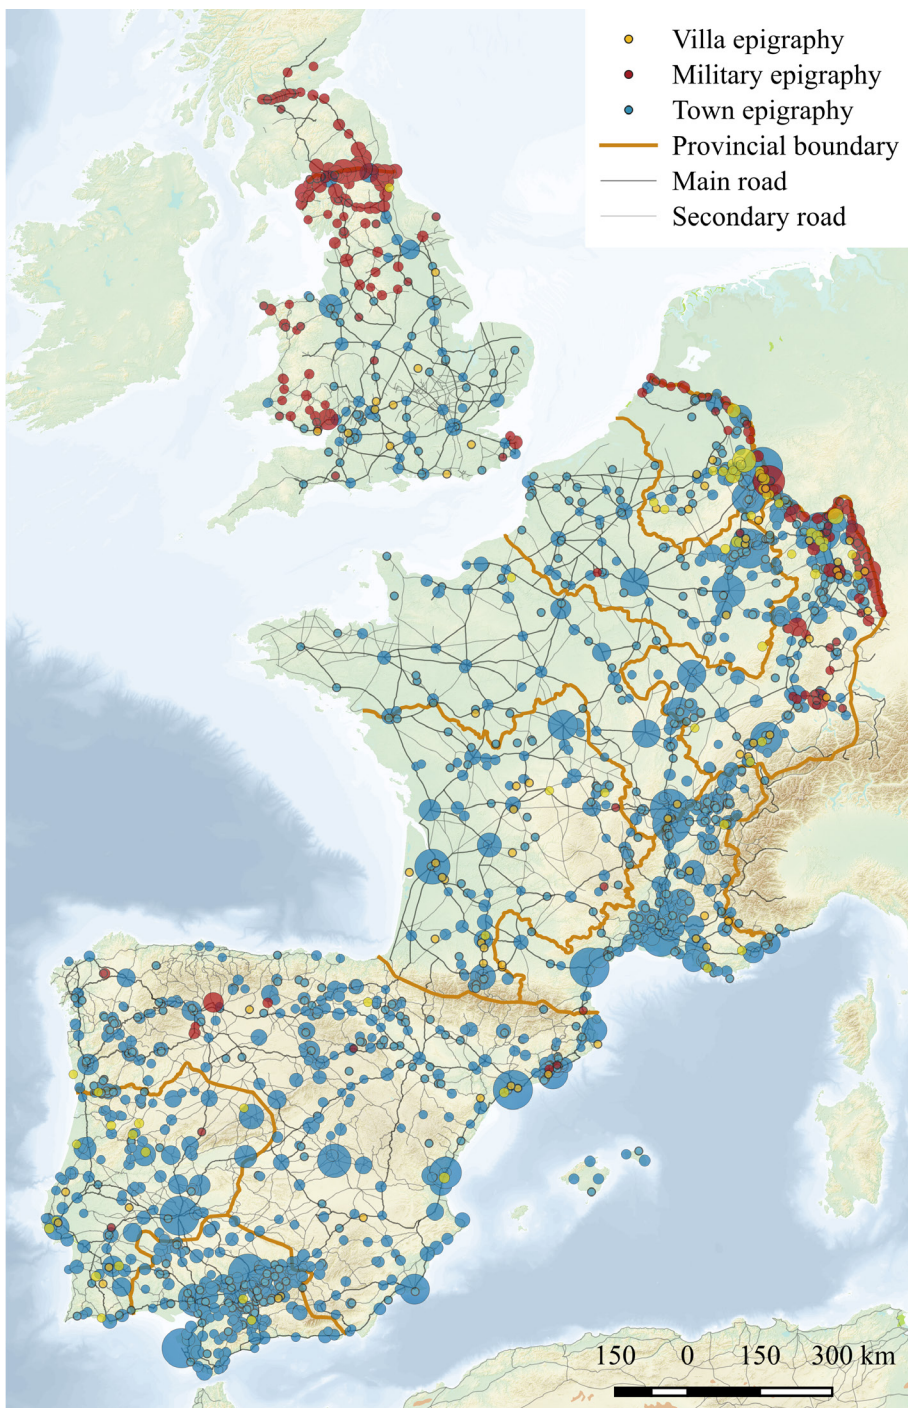 Villa epigraphy
Military epigraphy
Town epigraphy
Provincial boundary
Main road
Secondary road
150 0 150 300 km